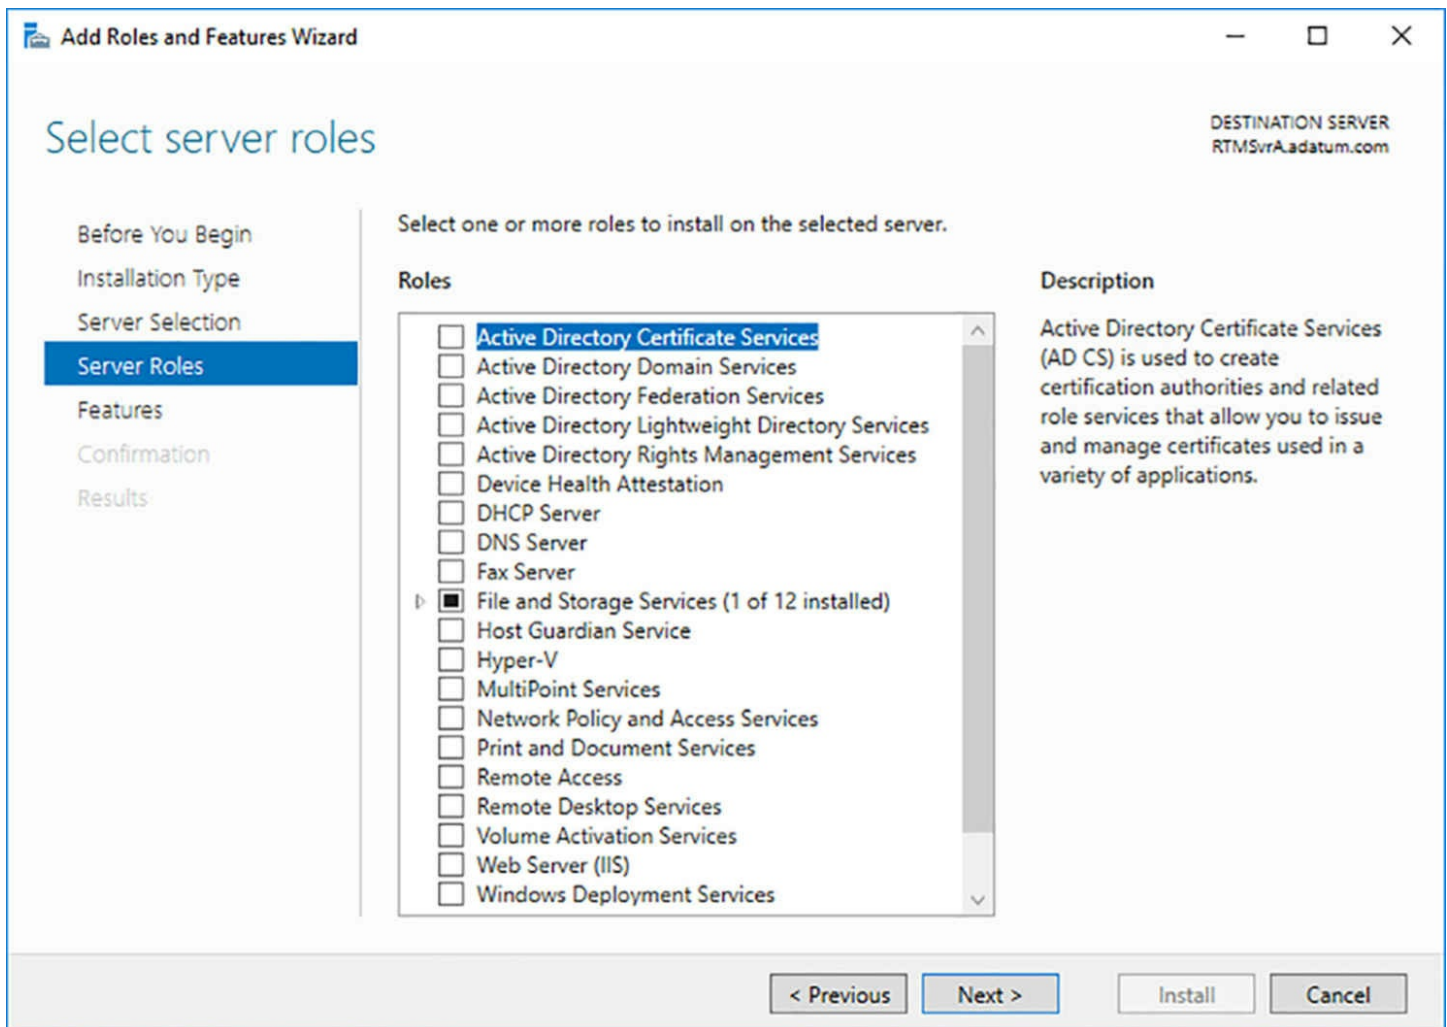 Add Roles and Features Wizard
Select server roles
DESTINATION SERVER
RTMSvrA.adatum.com
Before You Begin
Installation Type
Server Selection
Server Roles
Features
Confirmation
Results
Select one or more roles to install on the selected server.
Roles
Active Directory Certificate Services
Active Directory Domain Services
Active Directory Federation Services
Active Directory Lightweight Directory Services
Active Directory Rights Management Services
Device Health Attestation
DHCP Server
DNS Server
Fax Server
File and Storage Services (1 of 12 installed)
Host Guardian Service
Hyper-V
MultiPoint Services
Network Policy and Access Services
Print and Document Services
Remote Access
Remote Desktop Services
Volume Activation Services
Web Server (IIS)
Windows Deployment Services
Description
Active Directory Certificate Services
(AD CS) is used to create
certification authorities and related
role services that allow you to issue
and manage certificates used in a
variety of applications.
< Previous
Next >
Install
Cancel